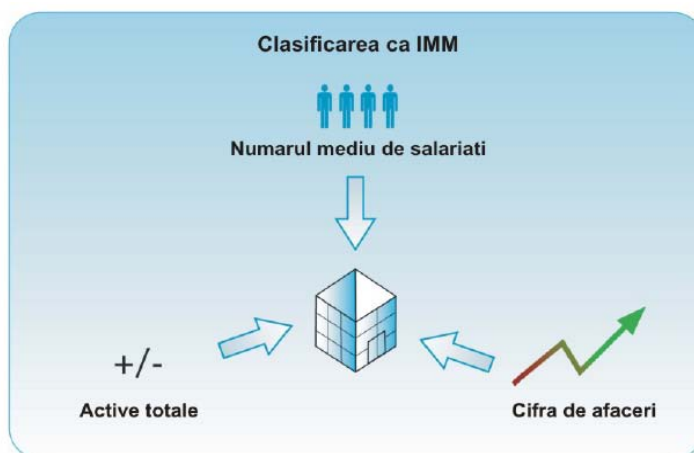 Clasificarea ca IMM
Numarul mediu de salariati
+/-
Active totale
Cifra de afaceri